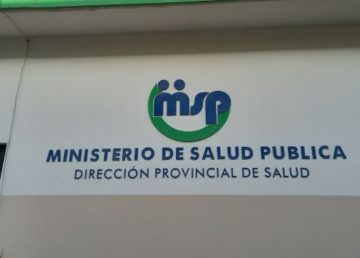 msp
MINISTERIO DE SALUD PUBLICA
DIRECCIÓN PROVINCIAL DE SALUD